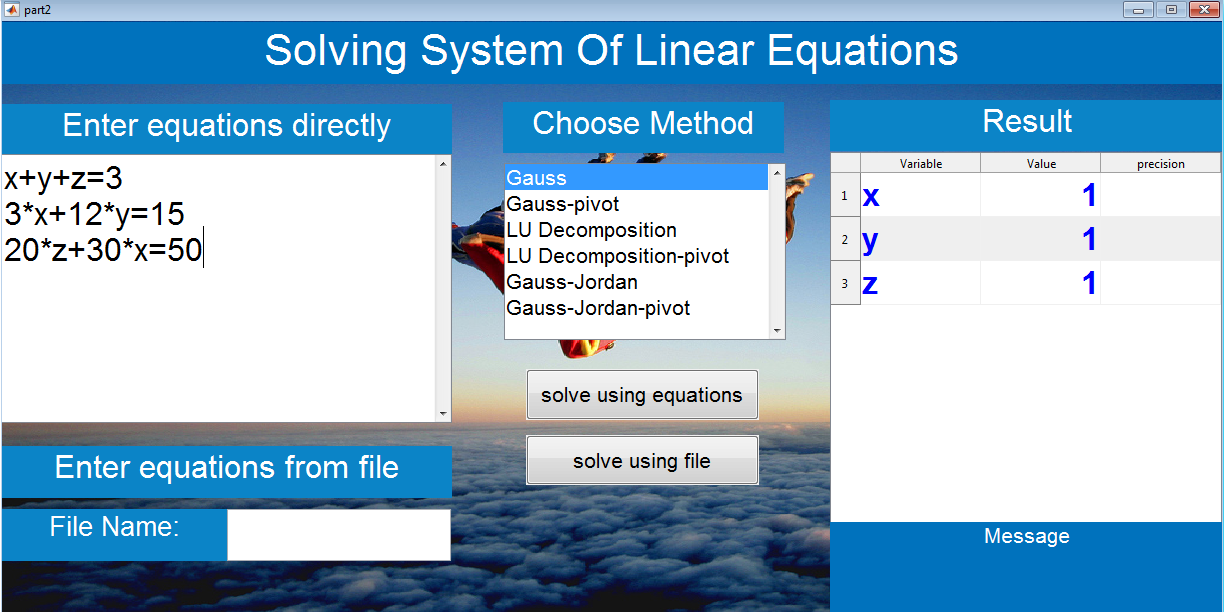 part2
Solving System Of Linear Equations
Enter equations directly
x+y+z=3
3*x+12*y=15
20*z+30*x=50
Enter equations from file
File Name:
Choose Method
Gauss
Gauss-pivot
LU Decomposition
LU Decomposition-pivot
Gauss-Jordan
Gauss-Jordan-pivot
solve using equations
solve using file
Result
Variable Value precision
1 x 1
2 y 1
3 z 1
Message